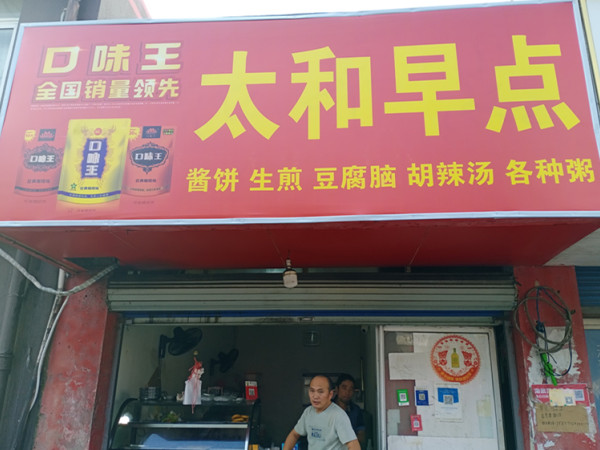 口味王
全国销量领先
太和早点
酱饼 生煎 豆腐脑 胡辣汤 各种粥
口味王
口味王
口味王